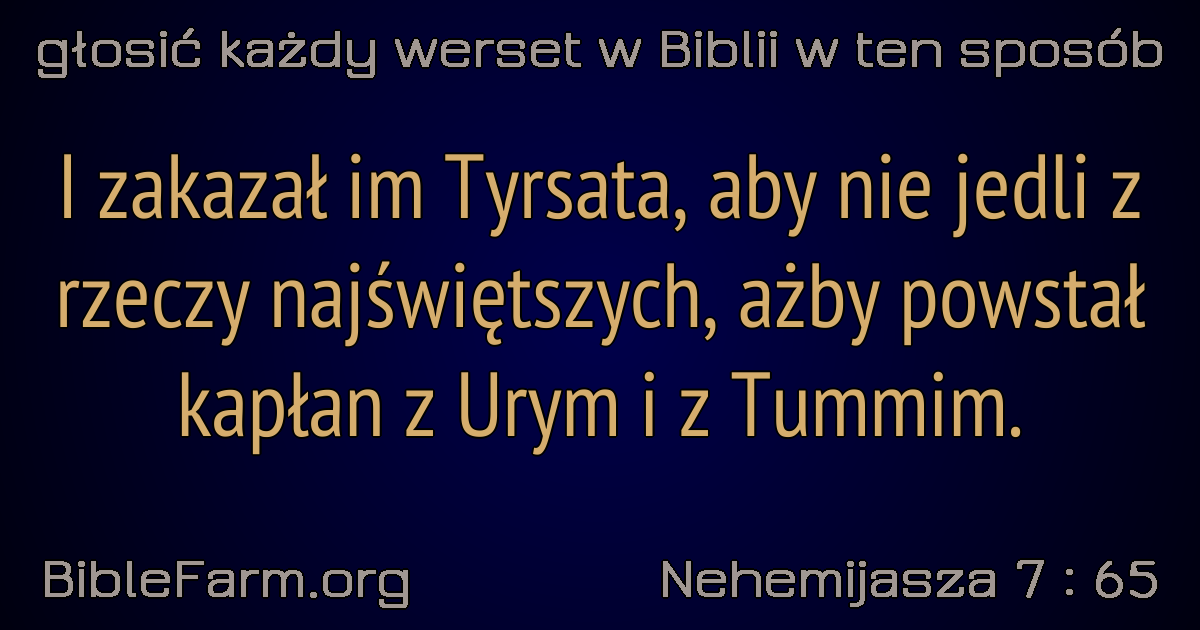 głosić każdy werset w Biblii w ten sposób
I zakazał im Tyrsata, aby nie jedli z
rzeczy najświętszych, ażby powstał
kapłan z Urym i z Tummim.
BibleFarm.org
Nehemijasza 7 : 65